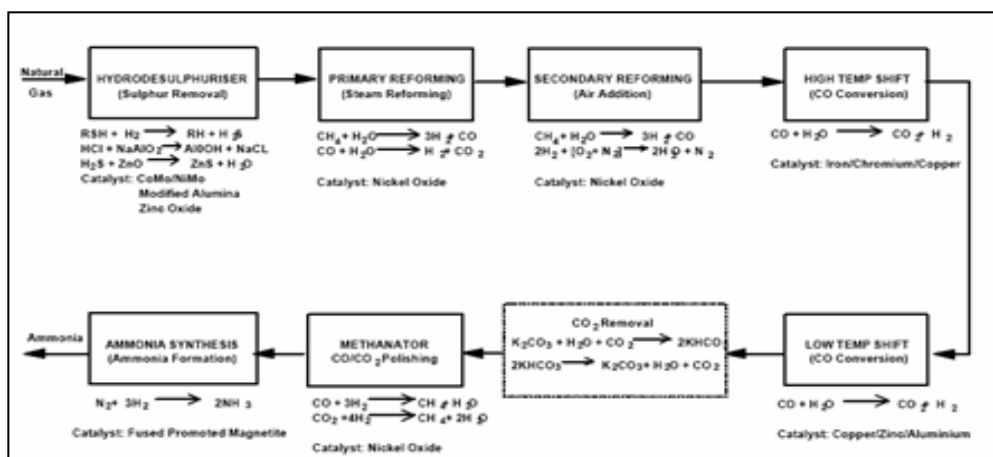 Natural
Gas
HYDRODESULPHURISER
(Sulphur Removal)
RSH + H2 → RH + H2S
HCl + NaAlO2 → AlOOH + NaCL
H2S + ZnO → ZnS + H2O
Catalyst: CoMo/NiMo
Modified Alumina
Zinc Oxide
PRIMARY REFORMING
(Steam Reforming)
CH4 + H2O → 3H2 + CO
CO + H2O → H2 + CO2
Catalyst: Nickel Oxide
SECONDARY REFORMING
(Air Addition)
CH4 + H2O → 3H2 + CO
2H2 + [O2 + N2] → 2H2O + N2
Catalyst: Nickel Oxide
HIGH TEMP SHIFT
(CO Conversion)
CO + H2O → CO2 + H2
Catalyst: Iron/Chromium/Copper
LOW TEMP SHIFT
(CO Conversion)
CO + H2O → CO2 + H2
Catalyst: Copper/Zinc/Aluminium
CO2 Removal
K2CO3 + H2O + CO2 → 2KHCO
2KHCO3 → K2CO3 + H2O + CO2
METHANATOR
CO/CO2 Polishing
CO + 3H2 → CH4 + H2O
CO2 + 4H2 → CH4 + 2H2O
Catalyst: Nickel Oxide
AMMONIA SYNTHESIS
(Ammonia Formation)
N2 + 3H2 → 2NH3
Catalyst: Fused Promoted Magnetite
Ammonia